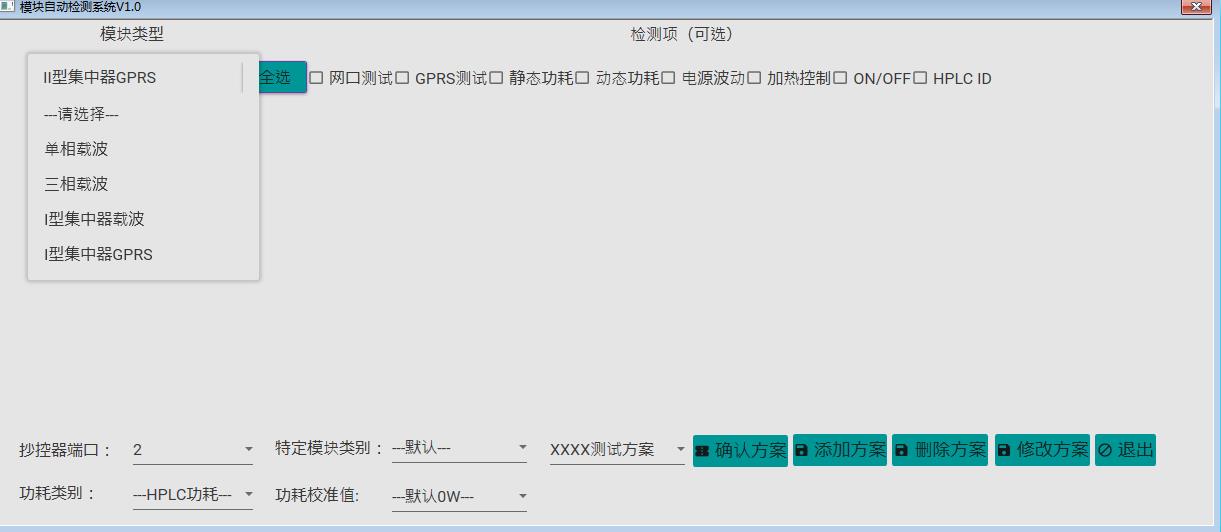 模块自动检测系统V1.0
模块类型
检测项（可选）
II型集中器GPRS
全选
网口测试
GPRS测试
静态功耗
动态功耗
电源波动
加热控制
ON/OFF
HPLC ID
---请选择---
单相载波
三相载波
I型集中器载波
I型集中器GPRS
抄控器端口：
2
特定模块类别：
---默认---
XXXX测试方案
确认方案
添加方案
删除方案
修改方案
退出
功耗类别：
---HPLC功耗---
功耗校准值:
---默认0W---